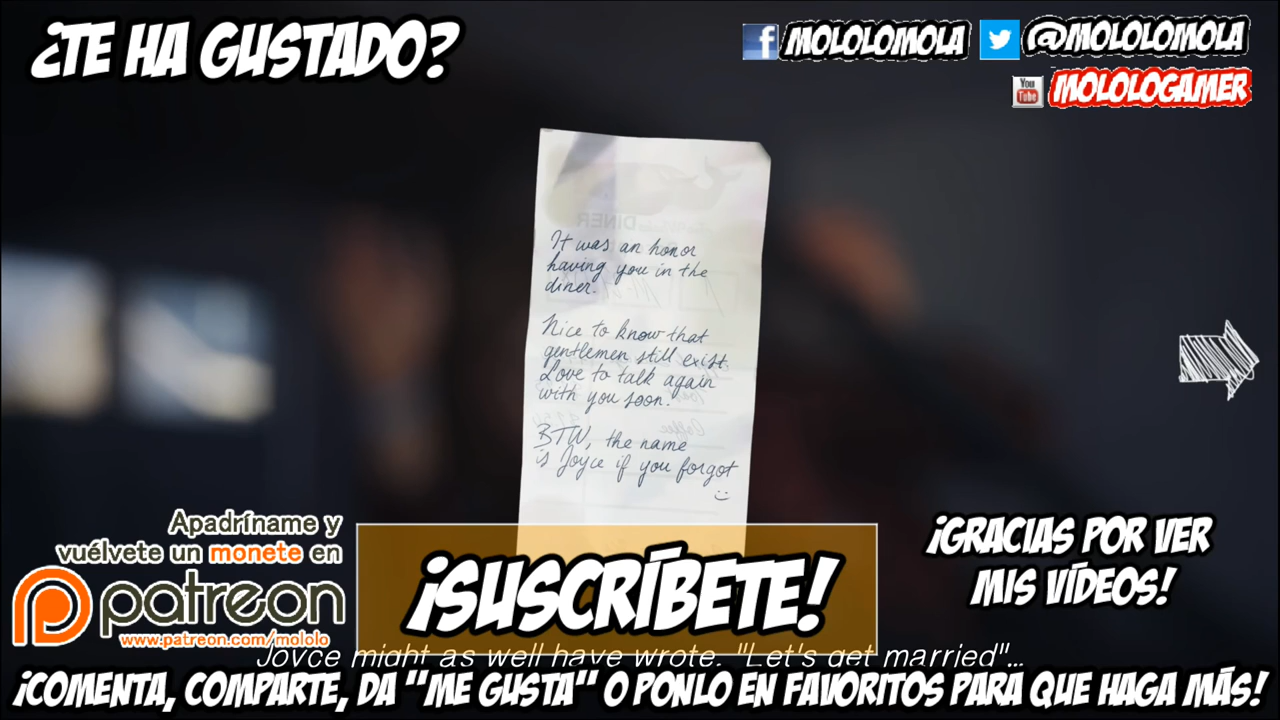 ¿TE HA GUSTADO?
MOLOLOMOLA
@MOLOLOMOLA
You Tube
MOLOLOGAMER
DINER
It was an honor
having you in the
diner.
Nice to know that
gentlemen still exist.
Love to talk again
with you soon.
Coffee
BTW, the name
is Joyce if you forgot
:)
Apadríname y
vuélvete un monete en
patreon
www.patreon.com/mololo
¡SUSCRÍBETE!
¡GRACIAS POR VER
MIS VÍDEOS!
Joyce might as well have wrote, "Let's get married"...
¡COMENTA, COMPARTE, DA "ME GUSTA" O PONLO EN FAVORITOS PARA QUE HAGA MÁS!